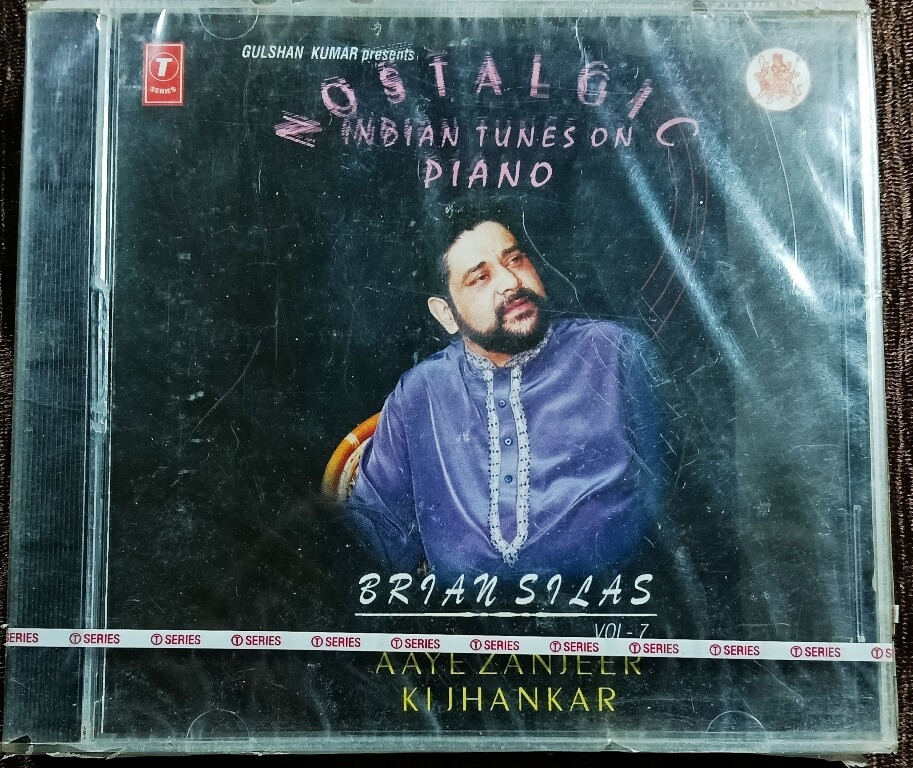 T
SERIES
GULSHAN KUMAR presents
NOSTALGIC
INDIAN TUNES ON
PIANO
BRIAN SILAS
VOL - 7
SERIES T SERIES T SERIES T SERIES T SERIES T SERIES T SERIES T SERIES T SERIES T SERIES T SERIES T S
AAYE ZANJEER
KI JHANKAR